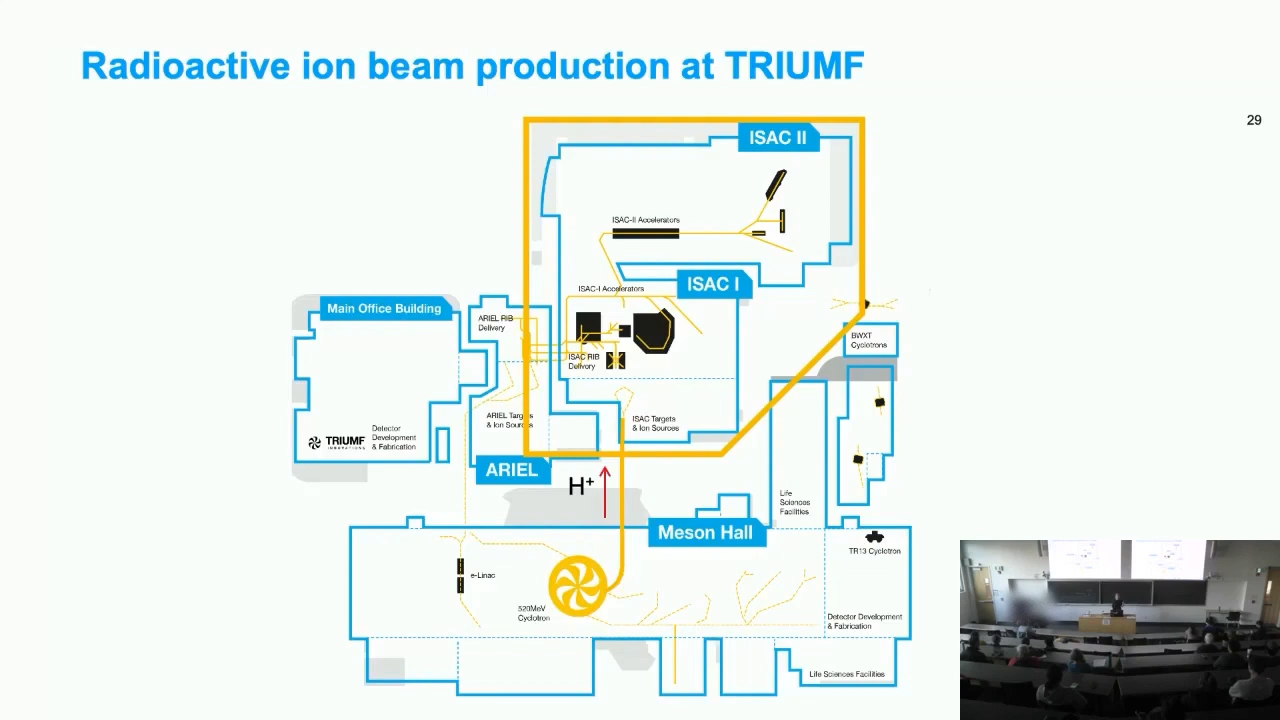 Radioactive ion beam production at TRIUMF
29
ISAC II
ISAC-II Accelerators
ISAC I
ISAC-I Accelerators
Main Office Building
ARIEL RIB
Delivery
BWXT
Cyclotrons
ISAC RIB
Delivery
ARIEL Targets
& Ion Sources
ISAC Targets
& Ion Sources
TRIUMF
INNOVATIONS
Detector
Development
& Fabrication
ARIEL
H+
Life
Sciences
Facilities
Meson Hall
TR13 Cyclotron
e-Linac
520MeV
Cyclotron
Detector Development
& Fabrication
Life Sciences Facilities